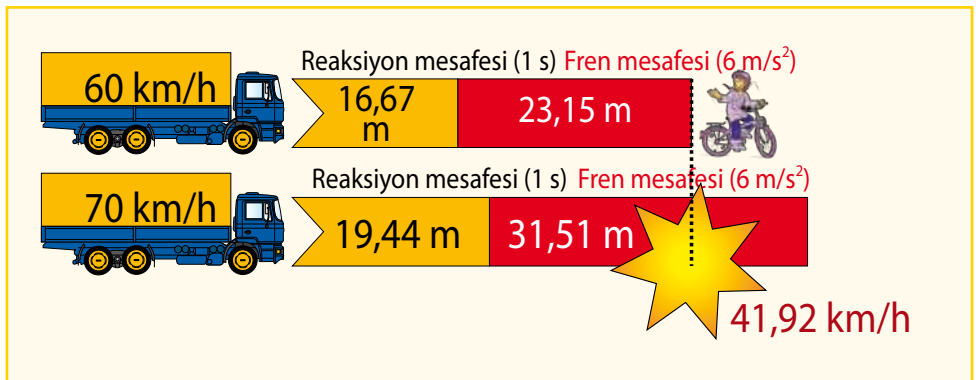 Reaksiyon mesafesi (1 s) Fren mesafesi (6 m/s²)
60 km/h
16,67
m
23,15 m
Reaksiyon mesafesi (1 s) Fren mesafesi (6 m/s²)
70 km/h
19,44 m
31,51 m
41,92 km/h